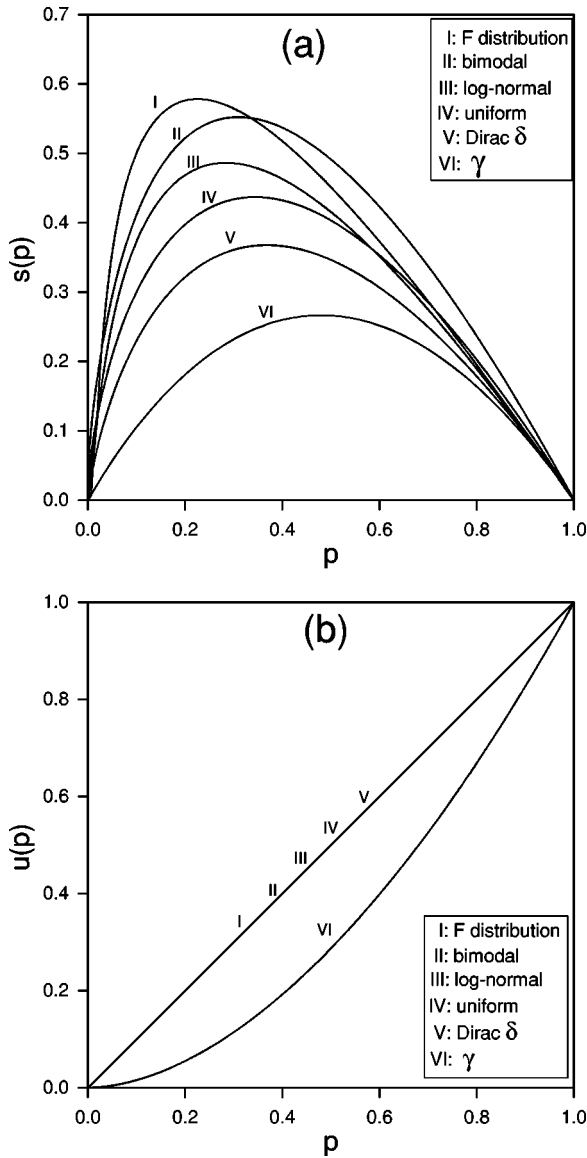 0.7
0.6
0.5
0.4
0.3
0.2
0.1
0.0
s(p)
(a)
I: F distribution
II: bimodal
III: log-normal
IV: uniform
V: Dirac δ
VI: γ
I
II
III
IV
V
VI
0.0 0.2 0.4 0.6 0.8 1.0
p
1.0
0.8
0.6
0.4
0.2
0.0
u(p)
(b)
V
IV
III
II
I
VI
I: F distribution
II: bimodal
III: log-normal
IV: uniform
V: Dirac δ
VI: γ
0.0 0.2 0.4 0.6 0.8 1.0
p